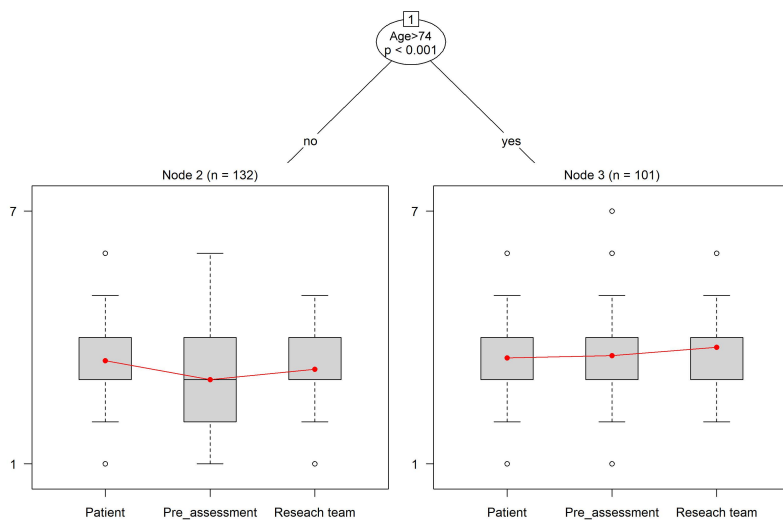 1
Age>74
p < 0.001
no
yes
Node 2 (n = 132)
7
1
Patient
Pre_assessment
Reseach team
Node 3 (n = 101)
7
1
Patient
Pre_assessment
Reseach team